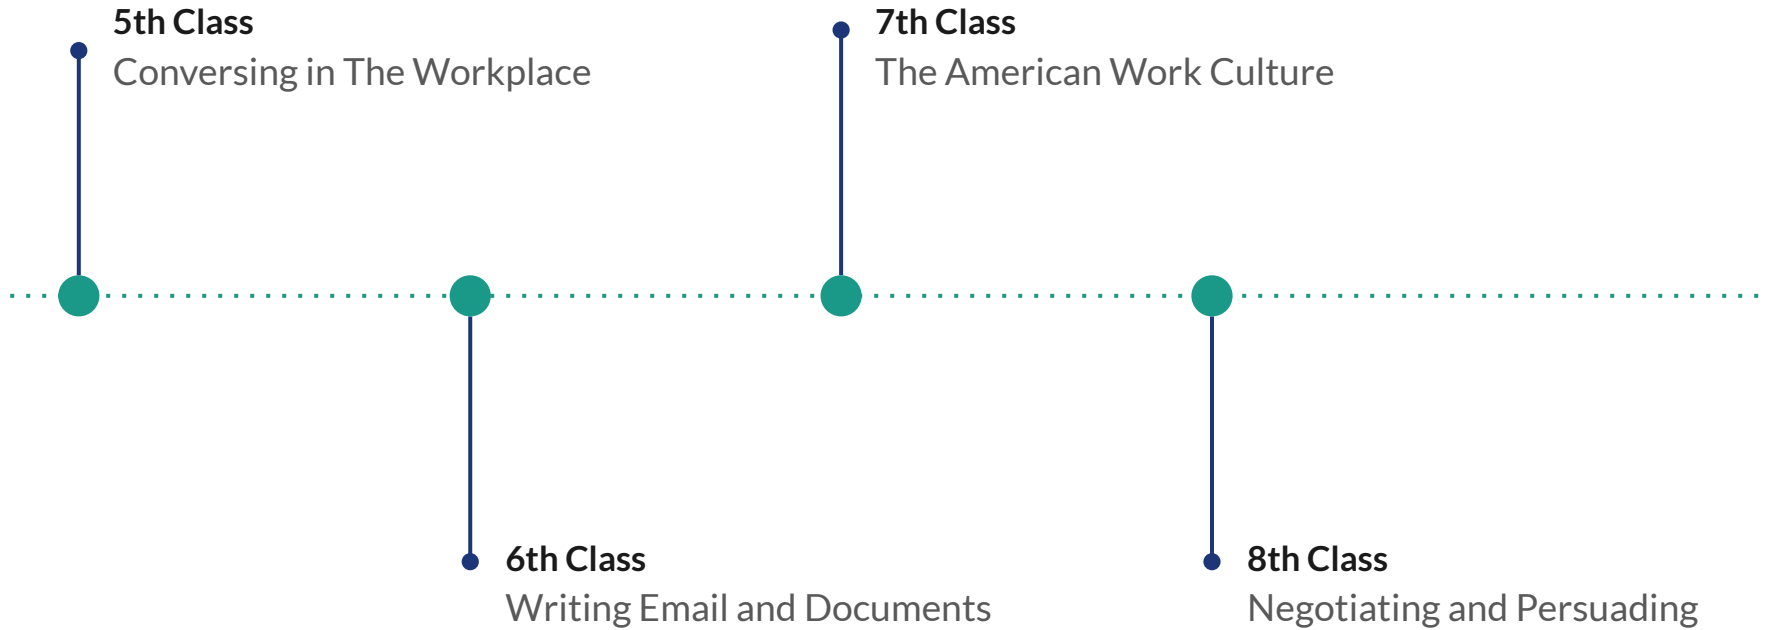 5th Class
Conversing in The Workplace
7th Class
The American Work Culture
6th Class
Writing Email and Documents
8th Class
Negotiating and Persuading